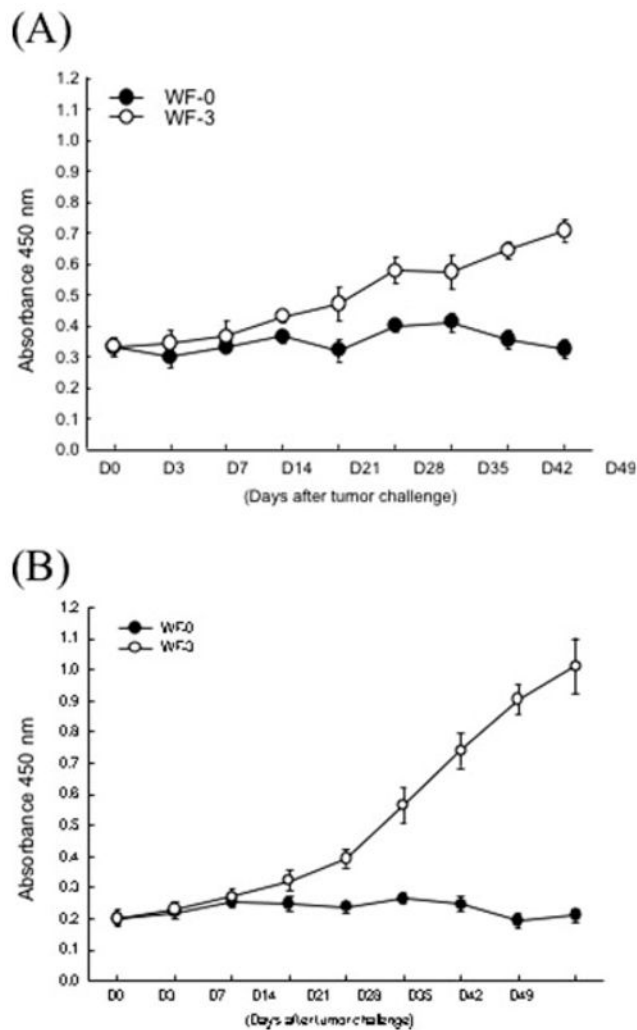 (A)
1.2
WF-0
1.1
WF-3
1.0
0.9
0.8
0.7
0.6
0.5
0.4
0.3
0.2
0.1
0.0
Absorbance 450 nm
D0 D3 D7 D14 D21 D28 D35 D42 D49
(Days after tumor challenge)
(B)
1.2
WF-0
1.1
WF-3
1.0
0.9
0.8
0.7
0.6
0.5
0.4
0.3
0.2
0.1
0.0
Absorbance 450 nm
D0 D3 D7 D14 D21 D28 D35 D42 D49
(Days after tumor challenge)